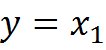 y = x₁